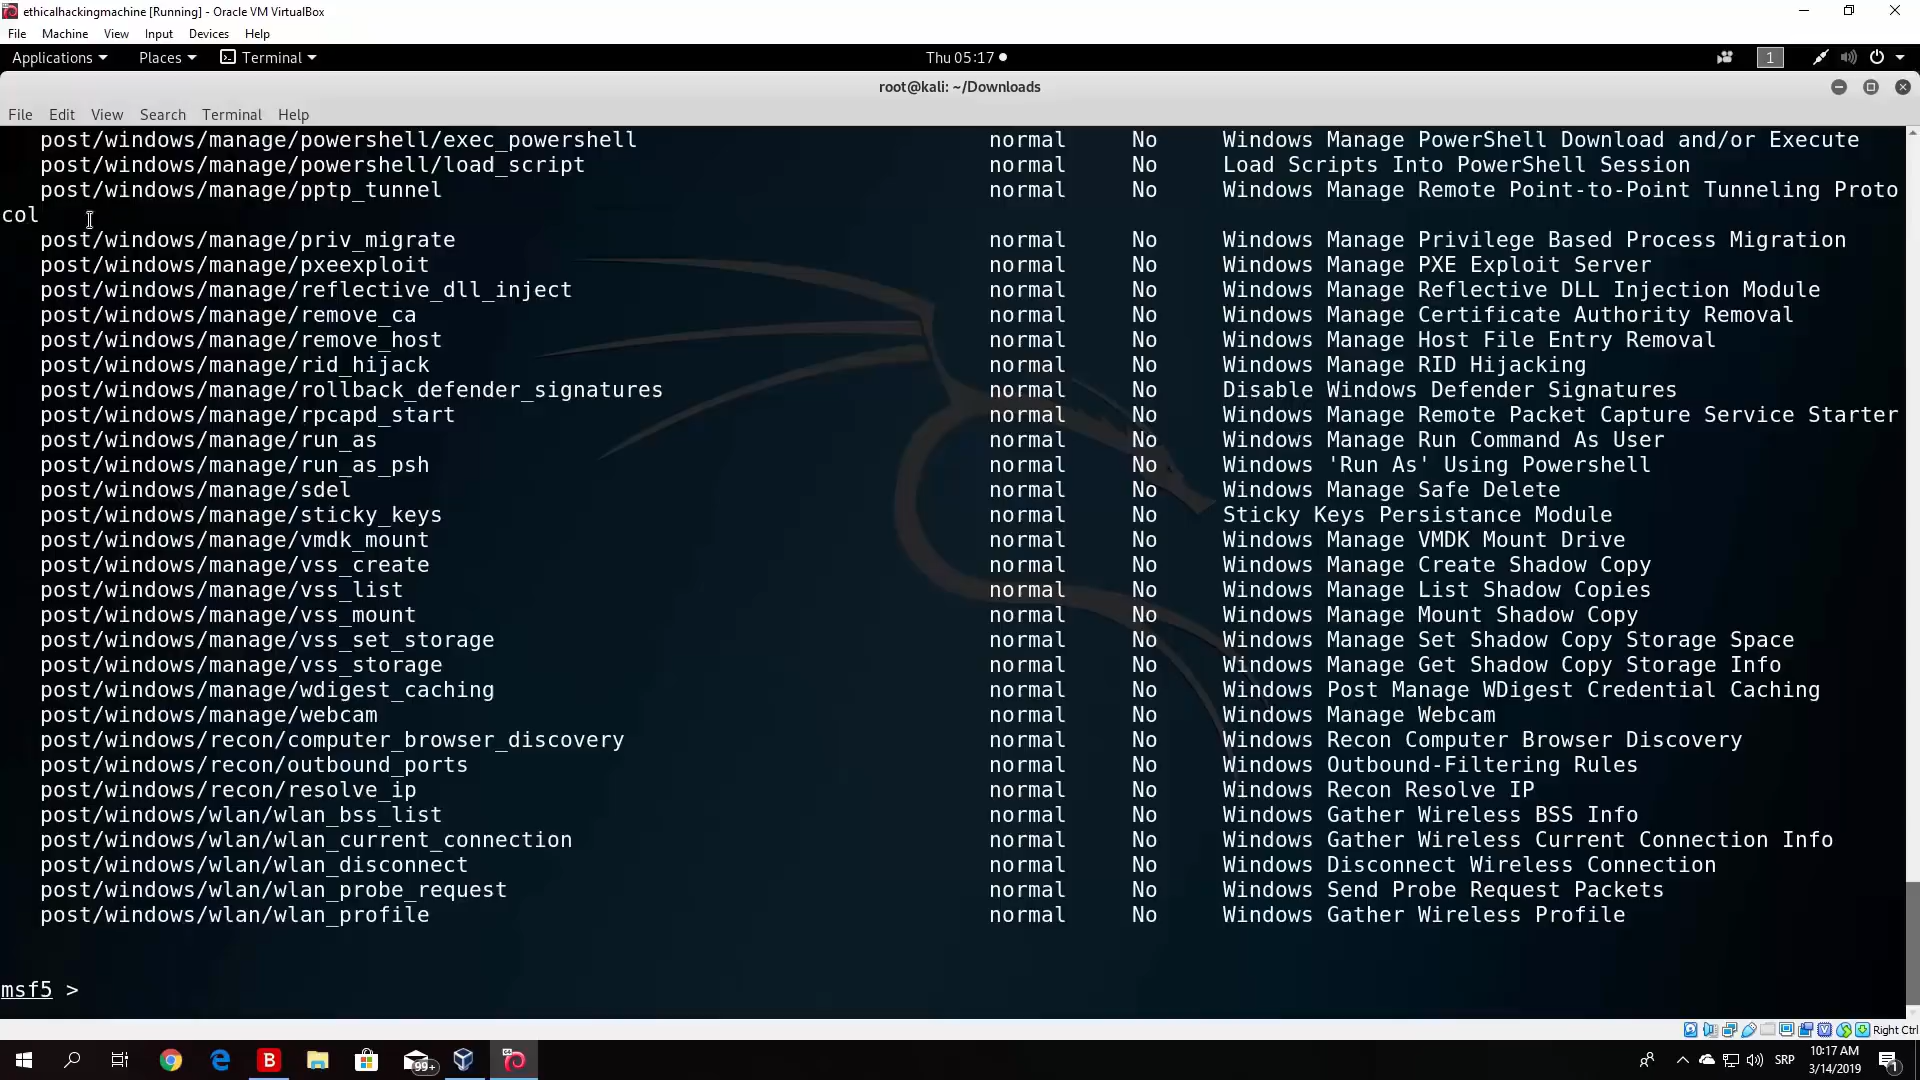 ethicalhackingmachine [Running] - Oracle VM VirtualBox
File Machine View Input Devices Help
Applications Places Terminal Thu 05:17 1
root@kali: ~/Downloads
File Edit View Search Terminal Help
post/windows/manage/powershell/exec_powershell normal No Windows Manage PowerShell Download and/or Execute
post/windows/manage/powershell/load_script normal No Load Scripts Into PowerShell Session
post/windows/manage/pptp_tunnel normal No Windows Manage Remote Point-to-Point Tunneling Proto
col
post/windows/manage/priv_migrate normal No Windows Manage Privilege Based Process Migration
post/windows/manage/pxeexploit normal No Windows Manage PXE Exploit Server
post/windows/manage/reflective_dll_inject normal No Windows Manage Reflective DLL Injection Module
post/windows/manage/remove_ca normal No Windows Manage Certificate Authority Removal
post/windows/manage/remove_host normal No Windows Manage Host File Entry Removal
post/windows/manage/rid_hijack normal No Windows Manage RID Hijacking
post/windows/manage/rollback_defender_signatures normal No Disable Windows Defender Signatures
post/windows/manage/rpcapd_start normal No Windows Manage Remote Packet Capture Service Starter
post/windows/manage/run_as normal No Windows Manage Run Command As User
post/windows/manage/run_as_psh normal No Windows 'Run As' Using Powershell
post/windows/manage/sdel normal No Windows Manage Safe Delete
post/windows/manage/sticky_keys normal No Sticky Keys Persistance Module
post/windows/manage/vmdk_mount normal No Windows Manage VMDK Mount Drive
post/windows/manage/vss_create normal No Windows Manage Create Shadow Copy
post/windows/manage/vss_list normal No Windows Manage List Shadow Copies
post/windows/manage/vss_mount normal No Windows Manage Mount Shadow Copy
post/windows/manage/vss_set_storage normal No Windows Manage Set Shadow Copy Storage Space
post/windows/manage/vss_storage normal No Windows Manage Get Shadow Copy Storage Info
post/windows/manage/wdigest_caching normal No Windows Post Manage WDigest Credential Caching
post/windows/manage/webcam normal No Windows Manage Webcam
post/windows/recon/computer_browser_discovery normal No Windows Recon Computer Browser Discovery
post/windows/recon/outbound_ports normal No Windows Outbound-Filtering Rules
post/windows/recon/resolve_ip normal No Windows Recon Resolve IP
post/windows/wlan/wlan_bss_list normal No Windows Gather Wireless BSS Info
post/windows/wlan/wlan_current_connection normal No Windows Gather Wireless Current Connection Info
post/windows/wlan/wlan_disconnect normal No Windows Disconnect Wireless Connection
post/windows/wlan/wlan_probe_request normal No Windows Send Probe Request Packets
post/windows/wlan/wlan_profile normal No Windows Gather Wireless Profile
msf5 >
Right Ctrl
B 99+ SRP 10:17 AM 1
3/14/2019